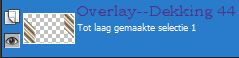 Overlay--Dekking 44
Tot laag gemaakte selectie 1